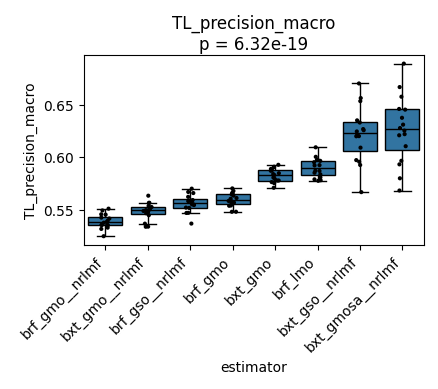 TL_precision_macro
p = 6.32e-19
TL_precision_macro
0.65
0.60
0.55
brf_gmo__nrlmf
bxt_gmo__nrlmf
brf_gso__nrlmf
brf_gmo
bxt_gmo
brf_lmo
bxt_gso__nrlmf
bxt_gmosa__nrlmf
estimator